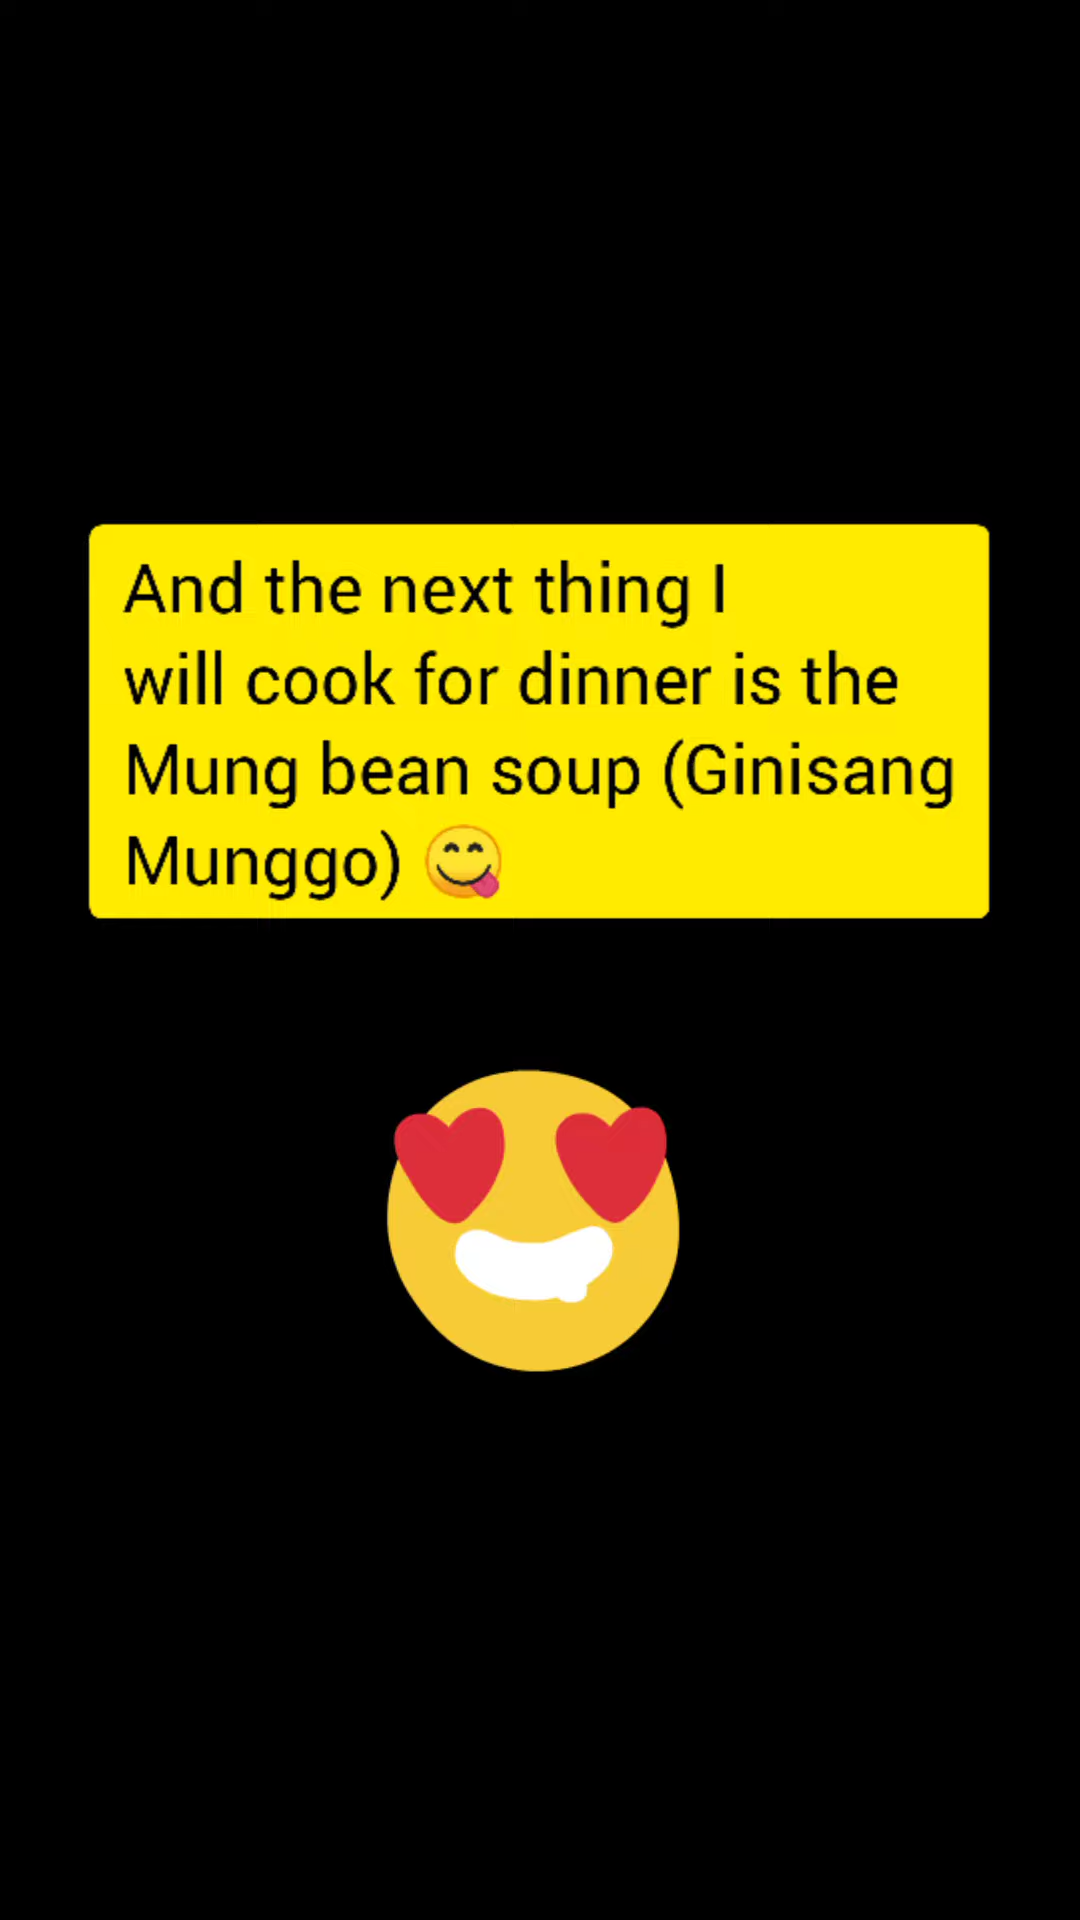 And the next thing I
will cook for dinner is the
Mung bean soup (Ginisang
Munggo) 😋